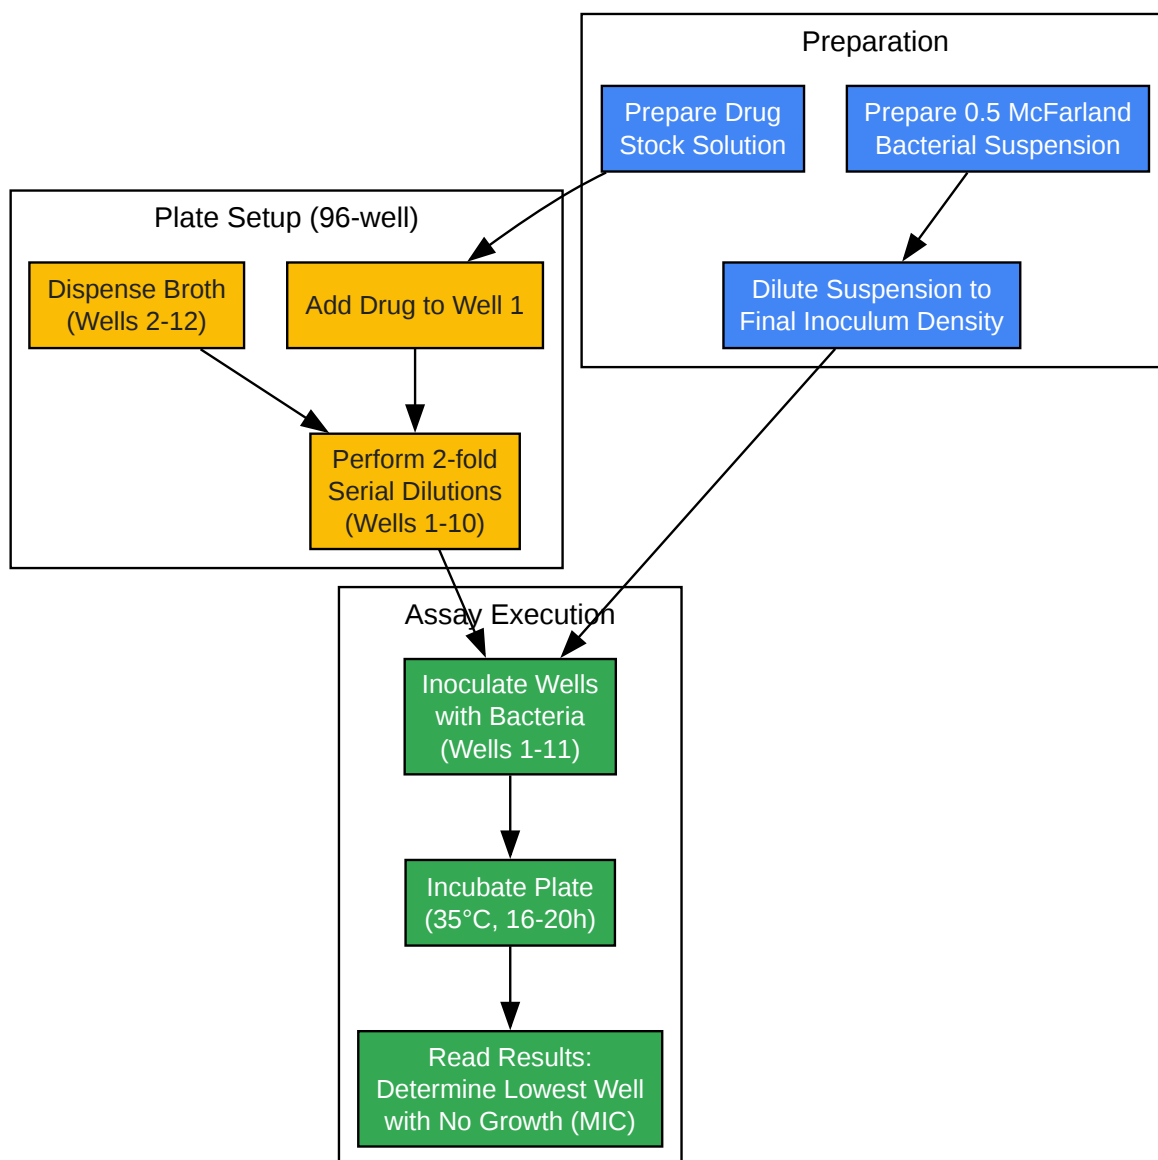 Preparation
Prepare Drug
Stock Solution
Prepare 0.5 McFarland
Bacterial Suspension
Dilute Suspension to
Final Inoculum Density
Plate Setup (96-well)
Dispense Broth
(Wells 2-12)
Add Drug to Well 1
Perform 2-fold
Serial Dilutions
(Wells 1-10)
Assay Execution
Inoculate Wells
with Bacteria
(Wells 1-11)
Incubate Plate
(35°C, 16-20h)
Read Results:
Determine Lowest Well
with No Growth (MIC)